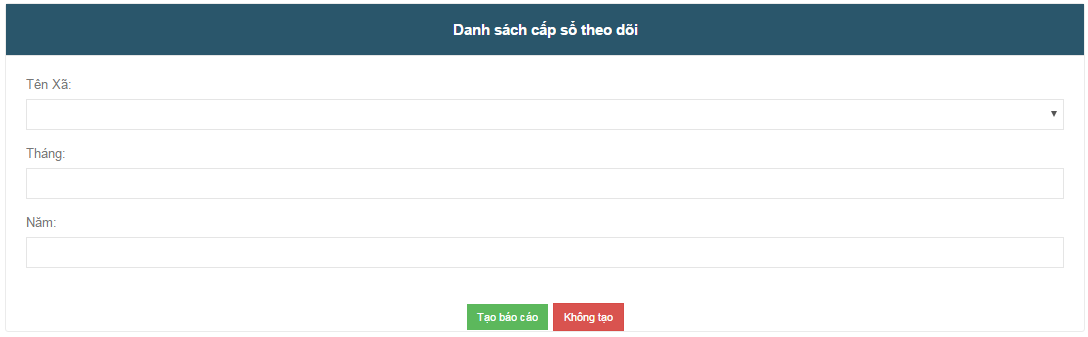 Danh sách cấp sổ theo dõi
Tên Xã:
Tháng:
Năm:
Tạo báo cáo Không tạo